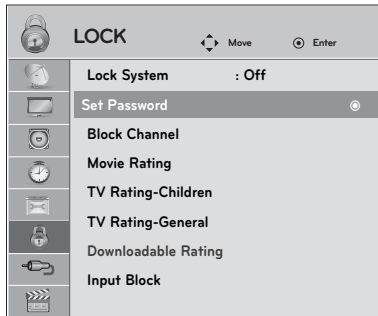 LOCK Move Enter
Lock System : Off
Set Password
Block Channel
Movie Rating
TV Rating-Children
TV Rating-General
Downloadable Rating
Input Block